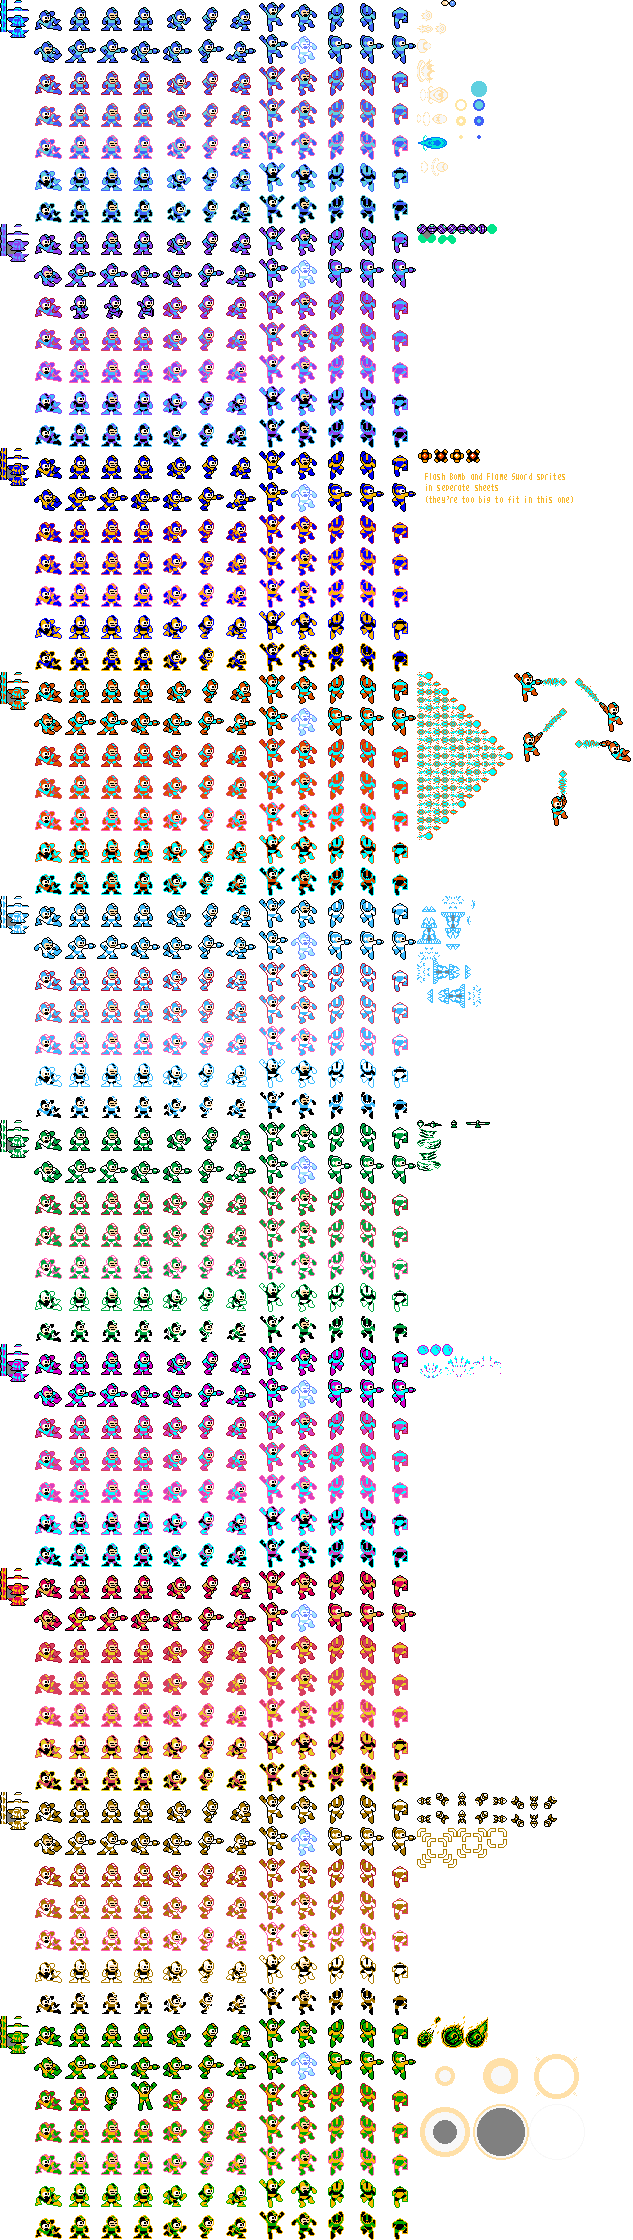 Flash Bomb and Flame Sword sprites
in seperate sheets
(they're too big to fit in this one)